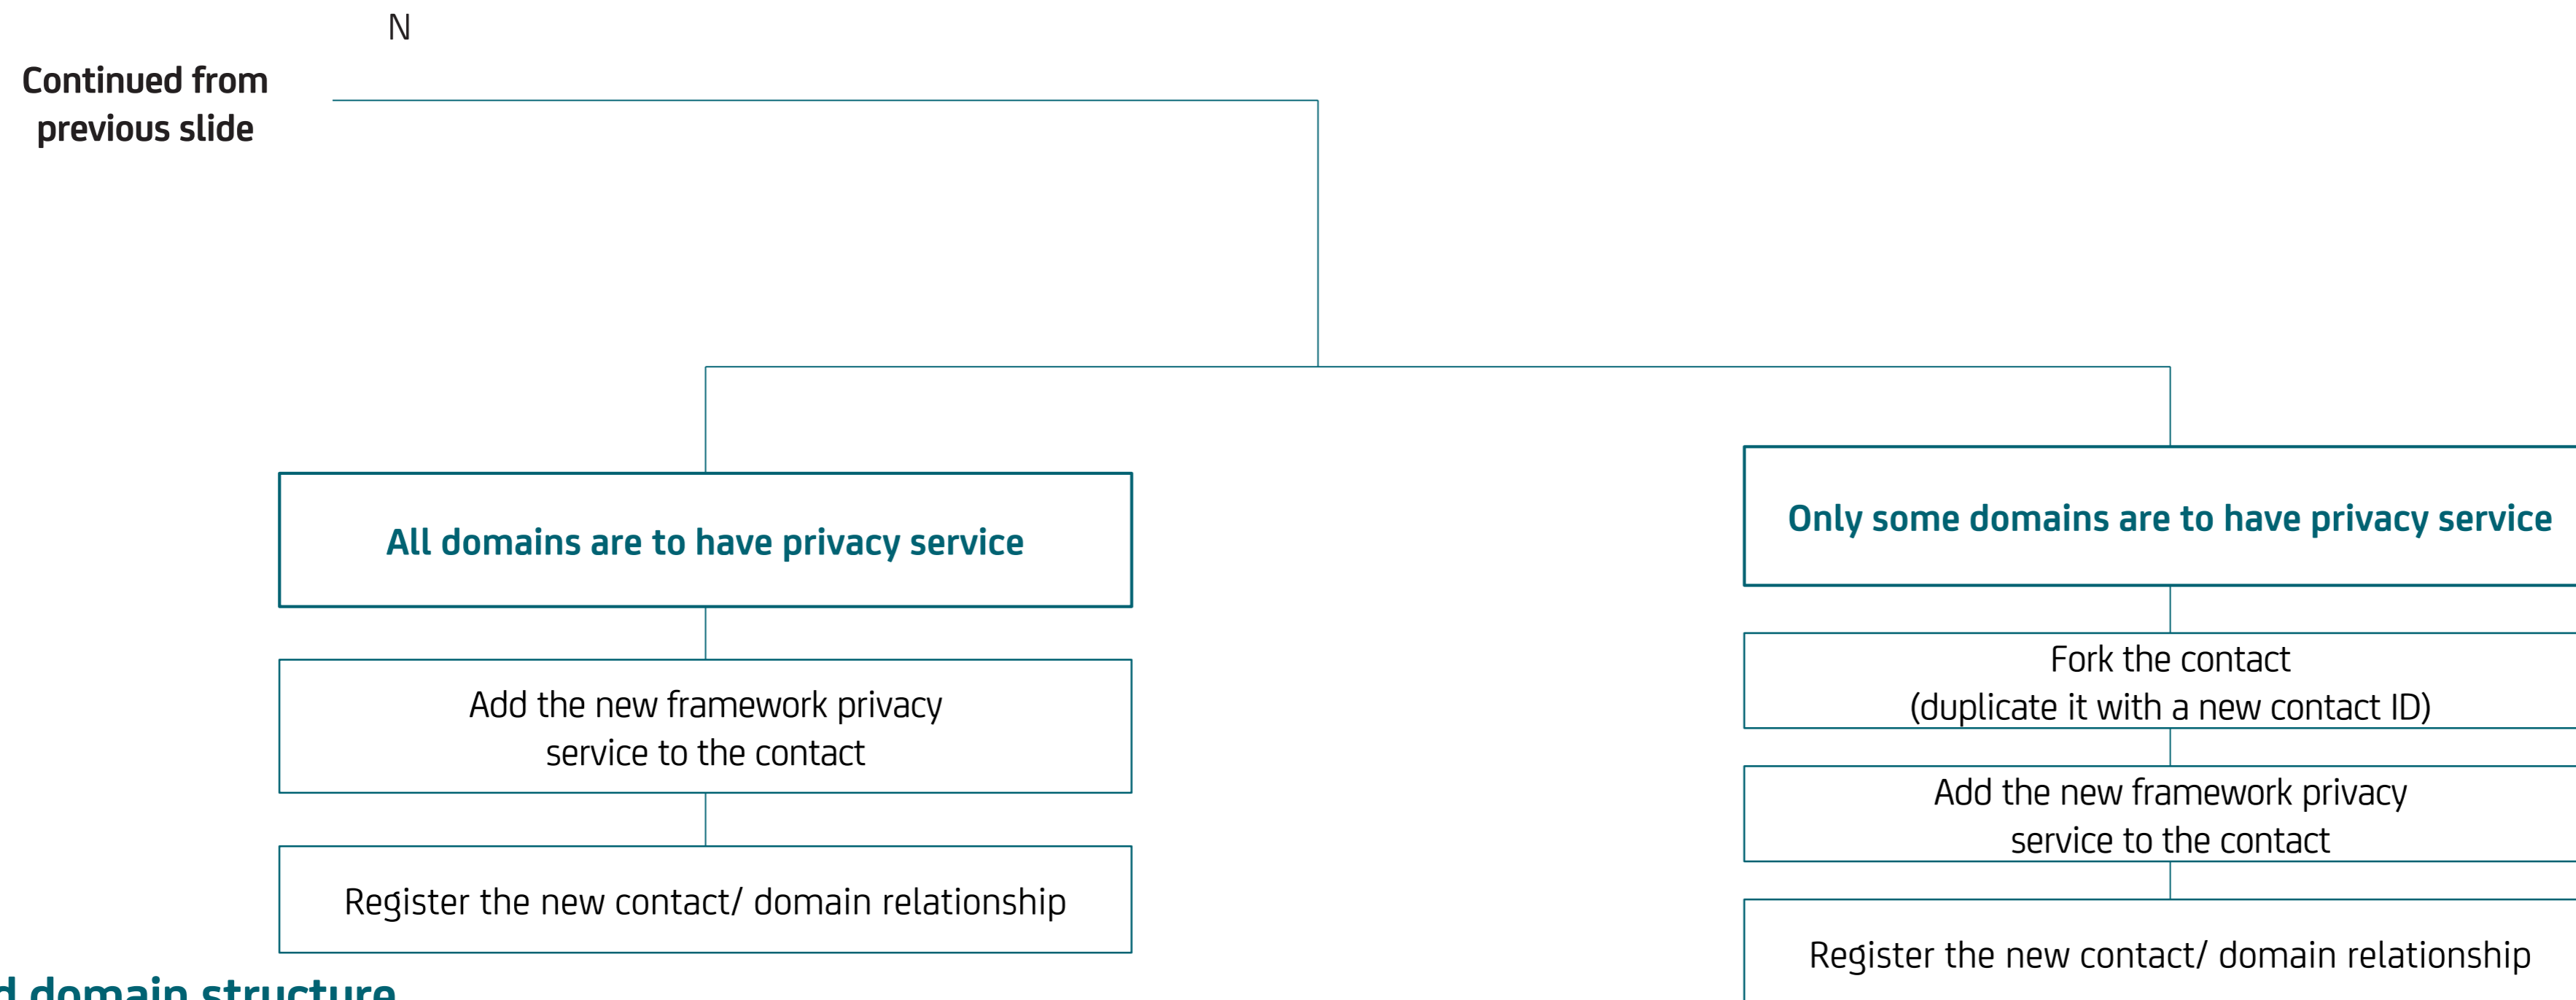 N
Continued from
previous slide
All domains are to have privacy service
Add the new framework privacy
service to the contact
Register the new contact/ domain relationship
Only some domains are to have privacy service
Fork the contact
(duplicate it with a new contact ID)
Add the new framework privacy
service to the contact
Register the new contact/ domain relationship
d domain structure